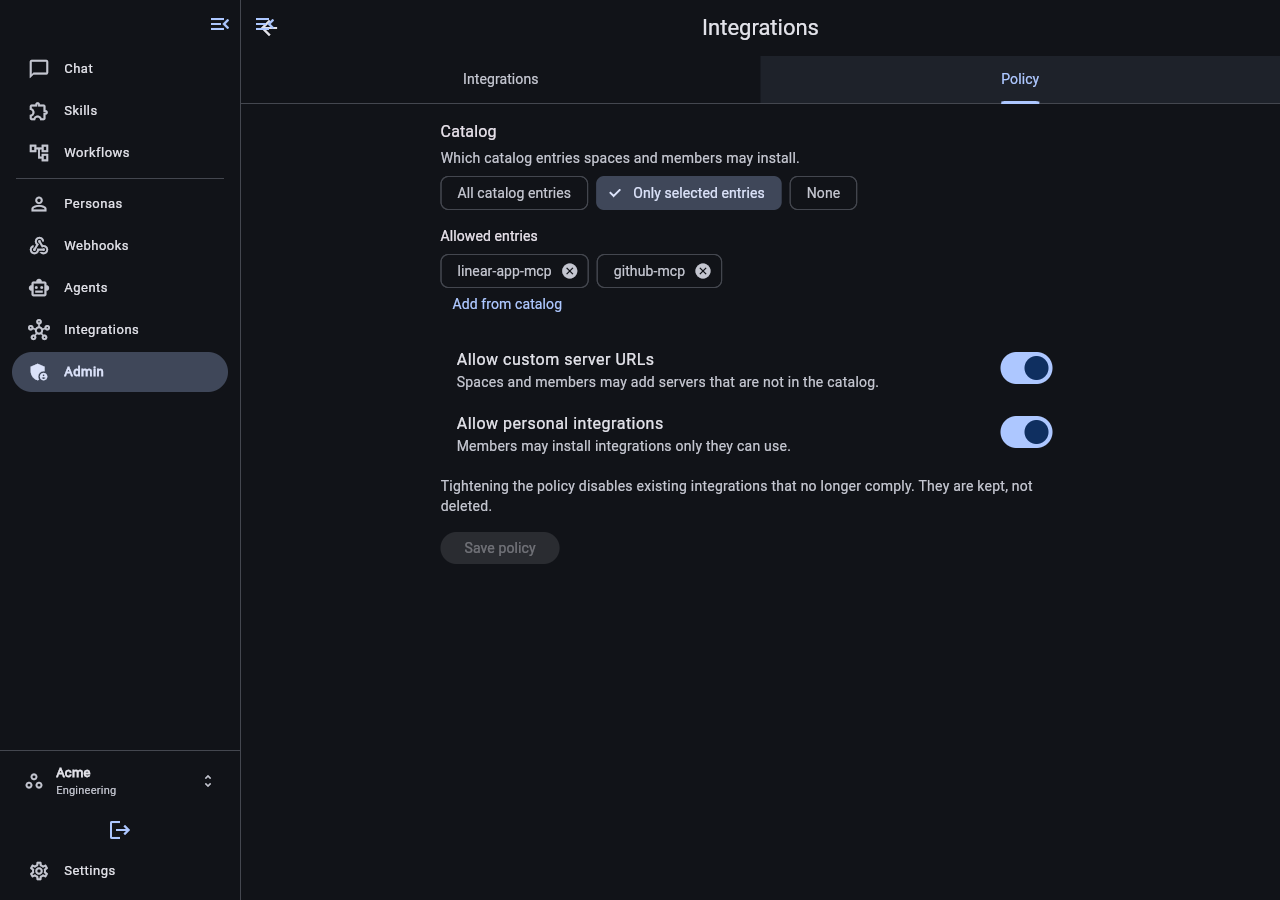 Integrations
Chat
Skills
Workflows
Personas
Webhooks
Agents
Integrations
Admin
Acme
Engineering
Settings
Integrations
Policy
Catalog
Which catalog entries spaces and members may install.
All catalog entries
Only selected entries
None
Allowed entries
linear-app-mcp
github-mcp
Add from catalog
Allow custom server URLs
Spaces and members may add servers that are not in the catalog.
Allow personal integrations
Members may install integrations only they can use.
Tightening the policy disables existing integrations that no longer comply. They are kept, not
deleted.
Save policy